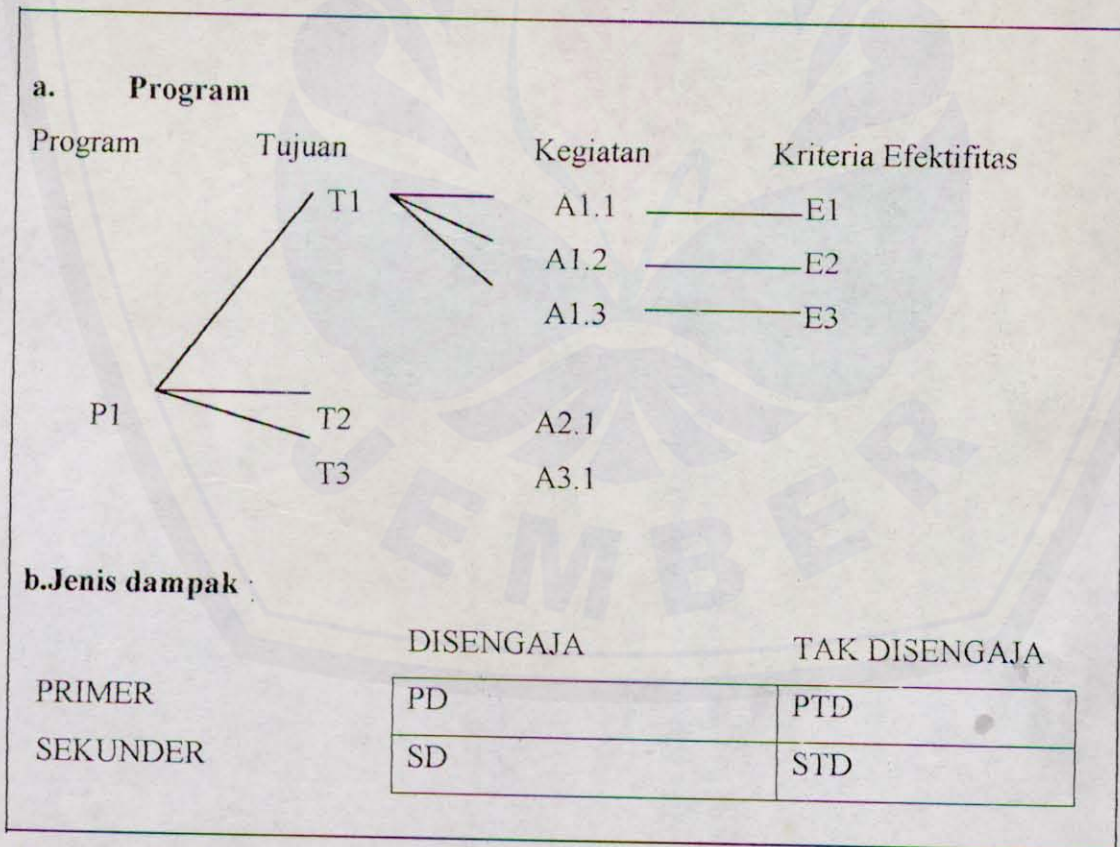 a. Program
Program Tujuan Kegiatan Kriteria Efektifitas
T1 A1.1 E1
A1.2 E2
A1.3 E3
P1 T2 A2.1
T3 A3.1
b.Jenis dampak
DISENGAJA TAK DISENGAJA
PRIMER PD PTD
SEKUNDER SD STD
JEMBER